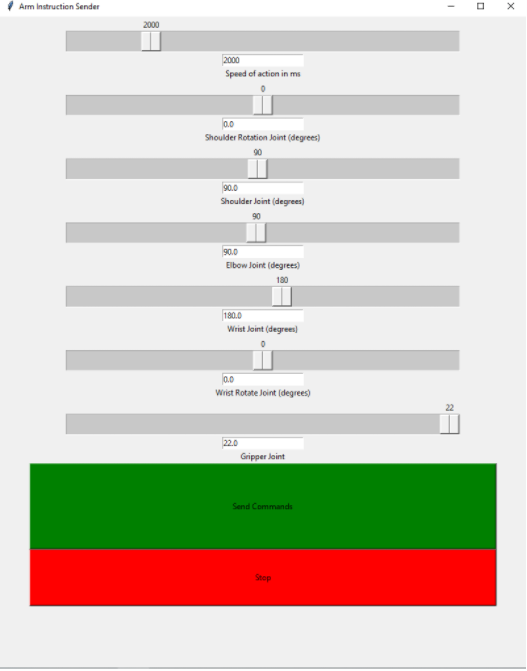 Arm Instruction Sender
2000
2000
Speed of action in ms
0
0.0
Shoulder Rotation Joint (degrees)
90
90.0
Shoulder Joint (degrees)
90
90.0
Elbow Joint (degrees)
180
180.0
Wrist Joint (degrees)
0
0.0
Wrist Rotate Joint (degrees)
22
22.0
Gripper Joint
Send Commands
Stop